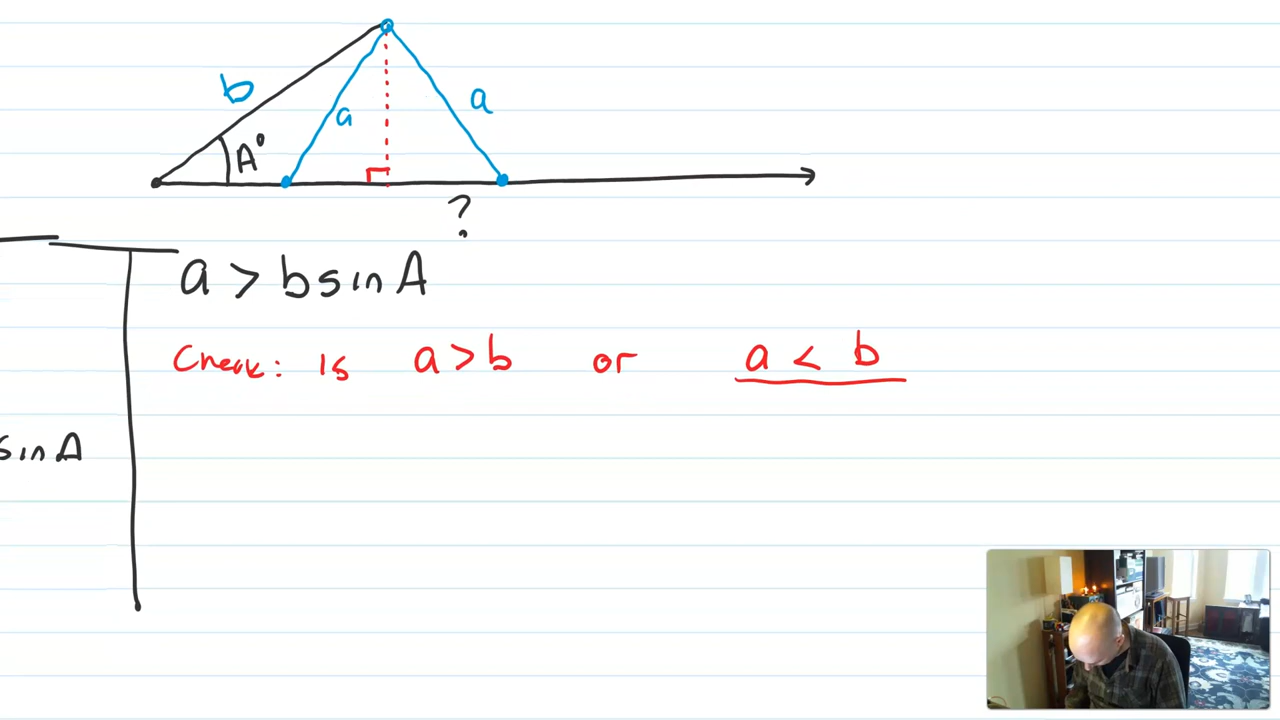 b
a
a
A°
?
a > b sin A
Check: Is a > b or a < b
sin A